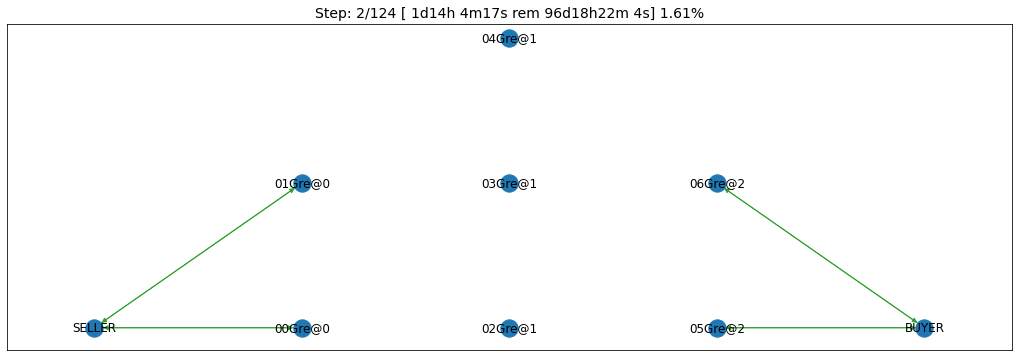 Step: 2/124 [ 1d14h 4m17s rem 96d18h22m 4s] 1.61%
04Gre@1
01Gre@0 03Gre@1 06Gre@2
SELLER 00Gre@0 02Gre@1 05Gre@2 BUYER